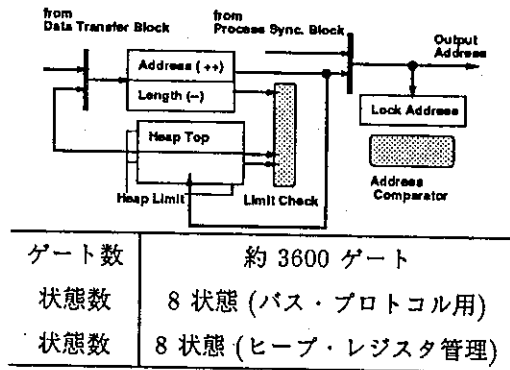 from
Data Transfer Block
from
Process Sync. Block
Output
Address
Address (++)
Length (--)
Lock Address
Heap Top
Heap Limit
Limit Check
Address
Comparator
ゲート数 約 3600 ゲート
状態数 8 状態 (バス・プロトコル用)
状態数 8 状態 (ヒープ・レジスタ管理)